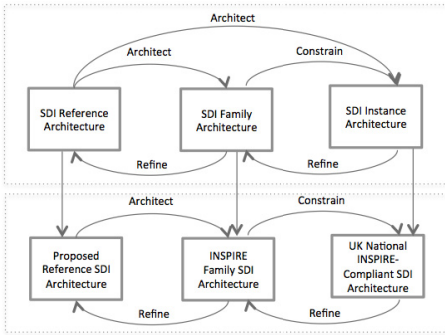 Architect
Architect
Constrain
SDI Reference
Architecture
SDI Family
Architecture
SDI Instance
Architecture
Refine
Refine
Architect
Constrain
Proposed
Reference SDI
Architecture
INSPIRE
Family SDI
Architecture
UK National
INSPIRE-
Compliant SDI
Architecture
Refine
Refine